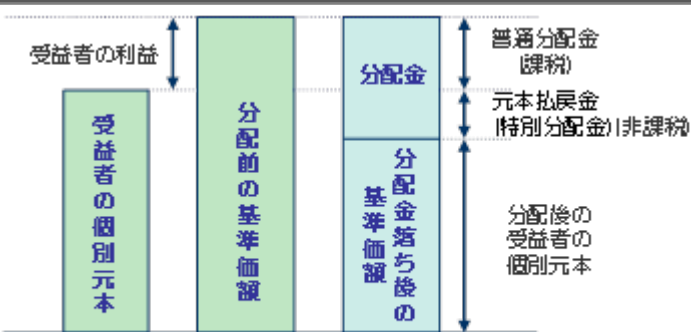 受益者の利益
受益者の個別元本
分配前の基準価額
分配金
分配金落ち後の
基準価額
普通分配金
(課税)
元本払戻金
(特別分配金)(非課税)
分配後の
受益者の
個別元本